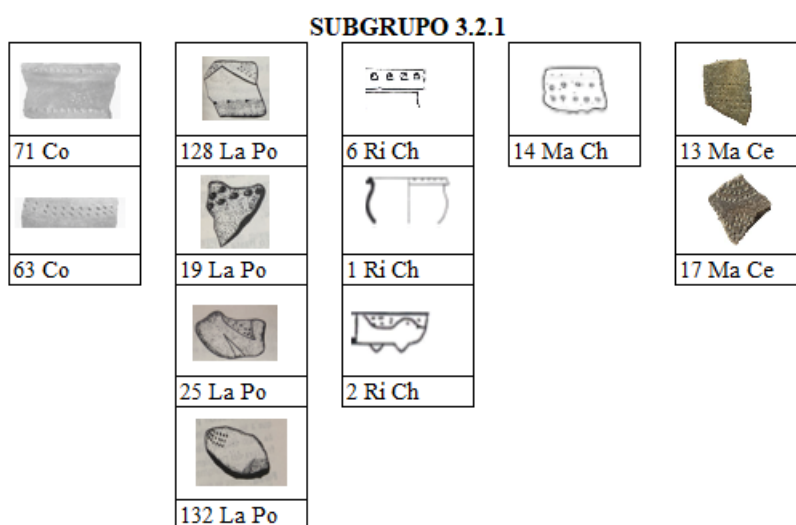 SUBGRUPO 3.2.1
71 Co
128 La Po
6 Ri Ch
14 Ma Ch
13 Ma Ce
63 Co
19 La Po
1 Ri Ch
17 Ma Ce
25 La Po
2 Ri Ch
132 La Po